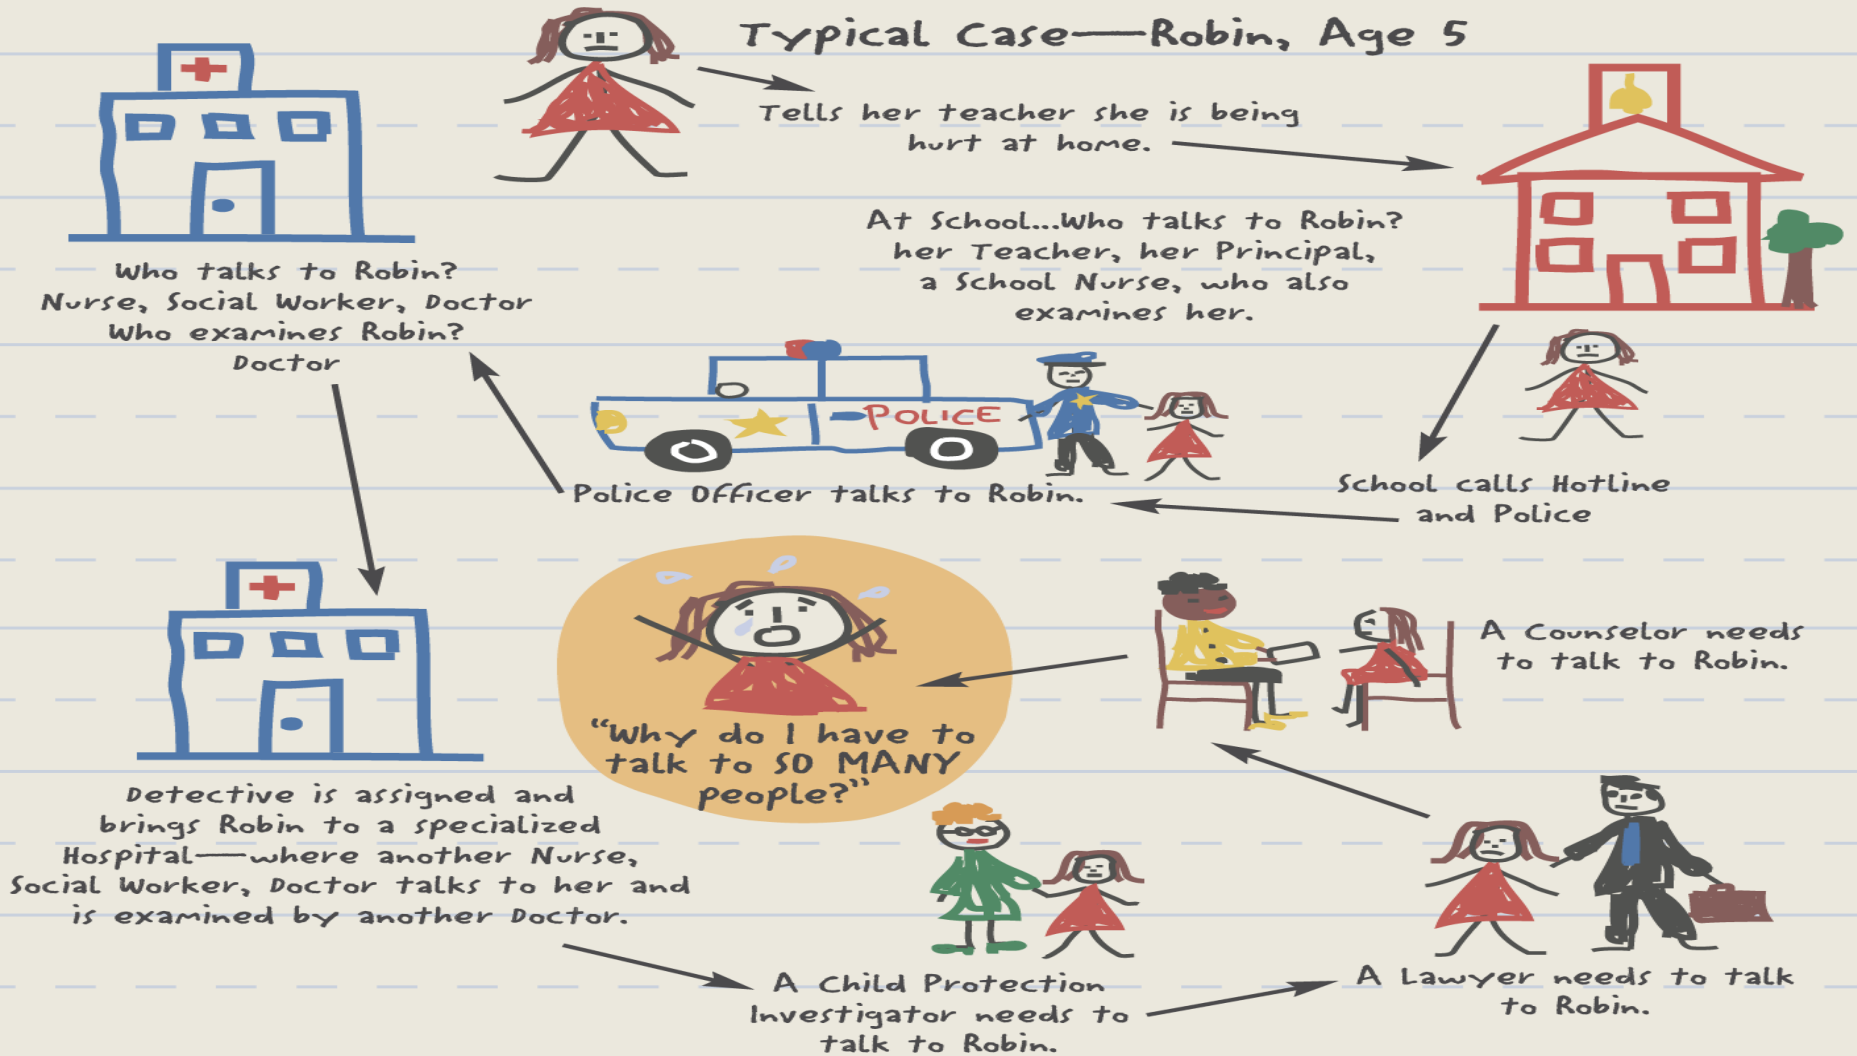 Typical Case—Robin, Age 5
Tells her teacher she is being
hurt at home.
At School...Who talks to Robin?
her Teacher, her Principal,
a School Nurse, who also
examines her.
School calls Hotline
and Police
POLICE
Police Officer talks to Robin.
Who talks to Robin?
Nurse, Social Worker, Doctor
Who examines Robin?
Doctor
Detective is assigned and
brings Robin to a specialized
Hospital—where another Nurse,
Social Worker, Doctor talks to her and
is examined by another Doctor.
A Child Protection
Investigator needs to
talk to Robin.
A Lawyer needs to talk
to Robin.
A Counselor needs
to talk to Robin.
“Why do I have to
talk to SO MANY
people?”